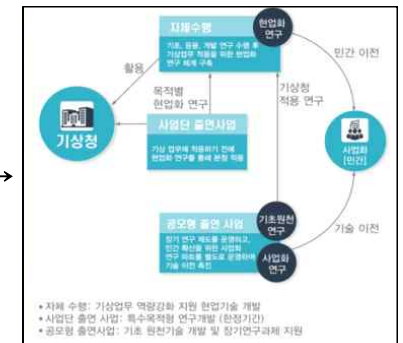 자체수행
기초, 응용, 개발 연구 수행 후
기상업무 적용을 위한 현업화
연구 체계 구축
현업화
연구
민간 이전
활용
목적별
현업화 연구
기상청
적용 연구
기상청
사업단 출연사업
기상 업무에 적용하기 전에
현업화 연구를 통해 문정 적용
사업화
[민간]
공모형 출연 사업
장기 연구 제도를 운영하고,
민간 확산을 위한 사업화
연구 파트를 별도로 운영하여
기술 이전 촉진
기초원천
연구
사업화
연구
기술 이전
• 자체 수행: 기상업무 역량강화 지원 현업기술 개발
• 사업단 출연 사업: 특수목적형 연구개발 (한정기간)
• 공모형 출연사업: 기초 원천기술 개발 및 장기연구과제 지원